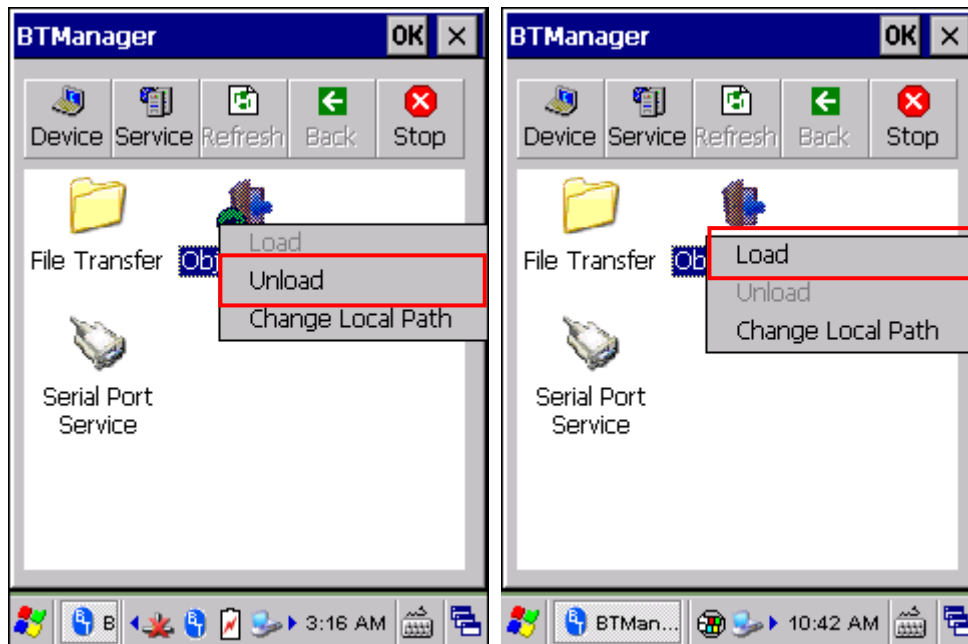 BTManager OK
Device Service Refresh Back Stop
Load
File Transfer Obj
Unload
Change Local Path
Serial Port
Service
B 3:16 AM
BTManager OK
Device Service Refresh Back Stop
Load
File Transfer Ob
Unload
Change Local Path
Serial Port
Service
BTMan... 10:42 AM